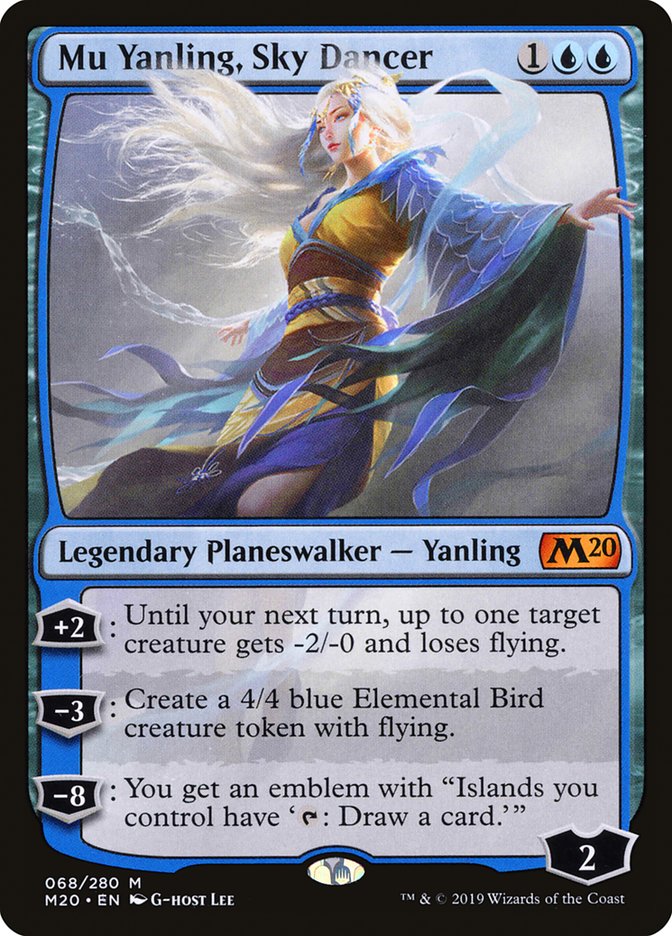 Mu Yanling, Sky Dancer 1
Legendary Planeswalker — Yanling M20
+2 : Until your next turn, up to one target
creature gets -2/-0 and loses flying.
−3 : Create a 4/4 blue Elemental Bird
creature token with flying.
−8 : You get an emblem with “Islands you
control have ‘: Draw a card.’”
2
068/280 M
M20 • EN G-host Lee ™ & © 2019 Wizards of the Coast